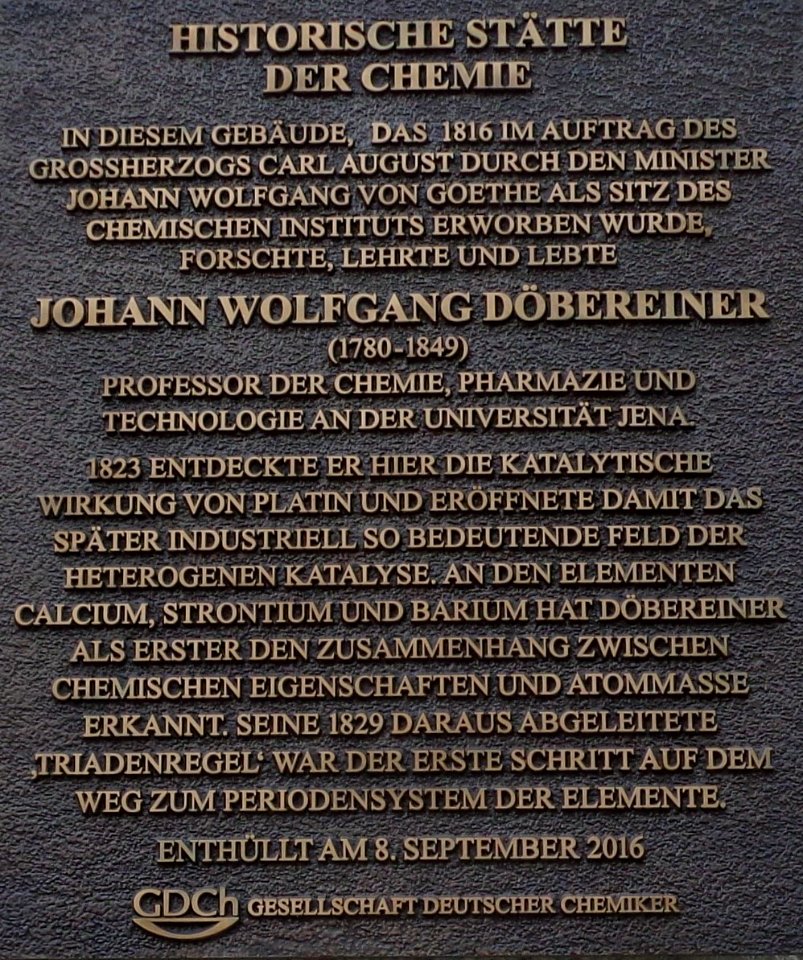 HISTORISCHE STÄTTE
DER CHEMIE
IN DIESEM GEBÄUDE, DAS 1816 IM AUFTRAG DES
GROSSHERZOGS CARL AUGUST DURCH DEN MINISTER
JOHANN WOLFGANG VON GOETHE ALS SITZ DES
CHEMISCHEN INSTITUTS ERWORBEN WURDE,
FORSCHTE, LEHRTE UND LEBTE
JOHANN WOLFGANG DÖBEREINER
(1780-1849)
PROFESSOR DER CHEMIE, PHARMAZIE UND
TECHNOLOGIE AN DER UNIVERSITÄT JENA.
1823 ENTDECKTE ER HIER DIE KATALYTISCHE
WIRKUNG VON PLATIN UND ERÖFFNETE DAMIT DAS
SPÄTER INDUSTRIELL SO BEDEUTENDE FELD DER
HETEROGENEN KATALYSE. AN DEN ELEMENTEN
CALCIUM, STRONTIUM UND BARIUM HAT DÖBEREINER
ALS ERSTER DEN ZUSAMMENHANG ZWISCHEN
CHEMISCHEN EIGENSCHAFTEN UND ATOMMASSE
ERKANNT. SEINE 1829 DARAUS ABGELEITETE
‚TRIADENREGEL‘ WAR DER ERSTE SCHRITT AUF DEM
WEG ZUM PERIODENSYSTEM DER ELEMENTE.
ENTHÜLLT AM 8. SEPTEMBER 2016
GDCh GESELLSCHAFT DEUTSCHER CHEMIKER